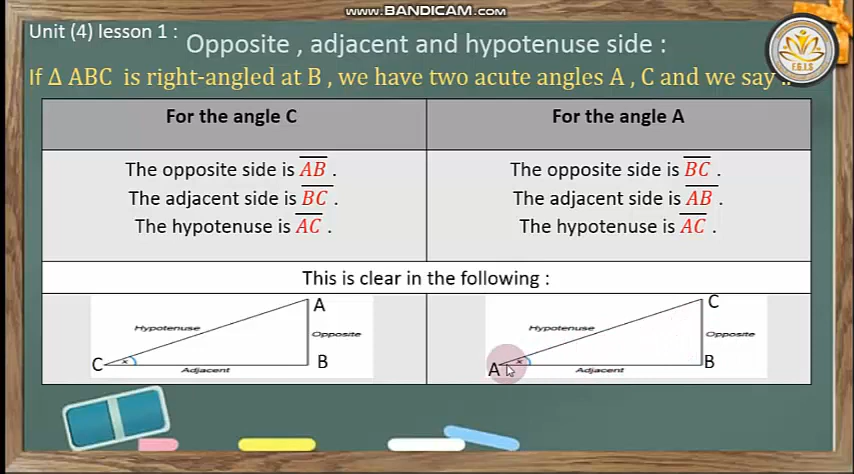 www.BANDICAM.com
Unit (4) lesson 1 :
Opposite , adjacent and hypotenuse side :
If Δ ABC is right-angled at B , we have two acute angles A , C and we say ..
For the angle C
For the angle A
The opposite side is AB .
The adjacent side is BC .
The hypotenuse is AC .
The opposite side is BC .
The adjacent side is AB .
The hypotenuse is AC .
This is clear in the following :
A
Hypotenuse
Opposite
C
x
B
Adjacent
C
Hypotenuse
Opposite
A
x
B
Adjacent
E.G.I.S